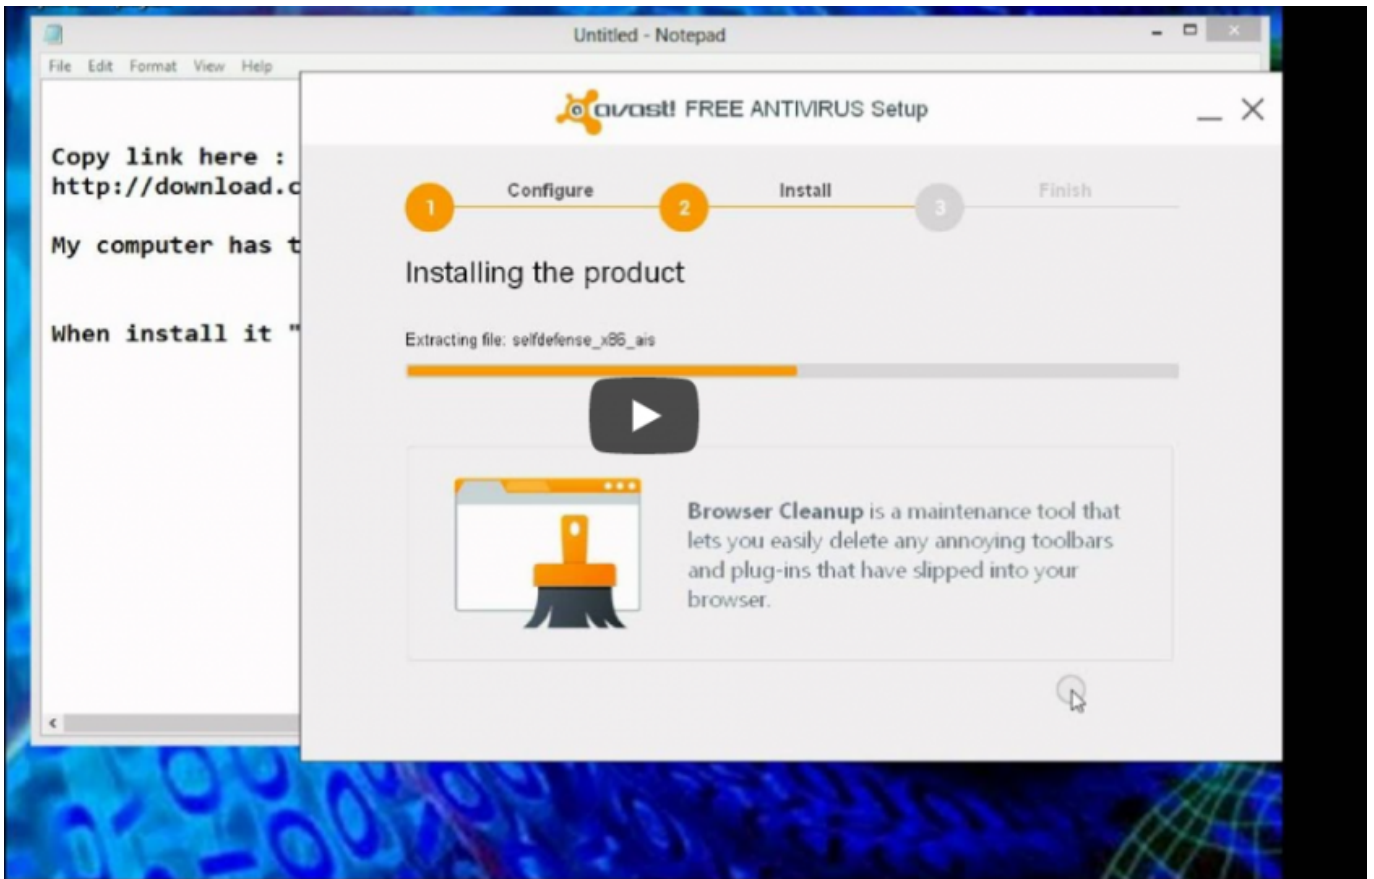 Untitled - Notepad
File Edit Format View Help
Copy link here :
http://download.c
My computer has t
When install it "
avast! FREE ANTIVIRUS Setup
1 Configure 2 Install 3 Finish
Installing the product
Extracting file: selfdefense_x86_ais
Browser Cleanup is a maintenance tool that
lets you easily delete any annoying toolbars
and plug-ins that have slipped into your
browser.